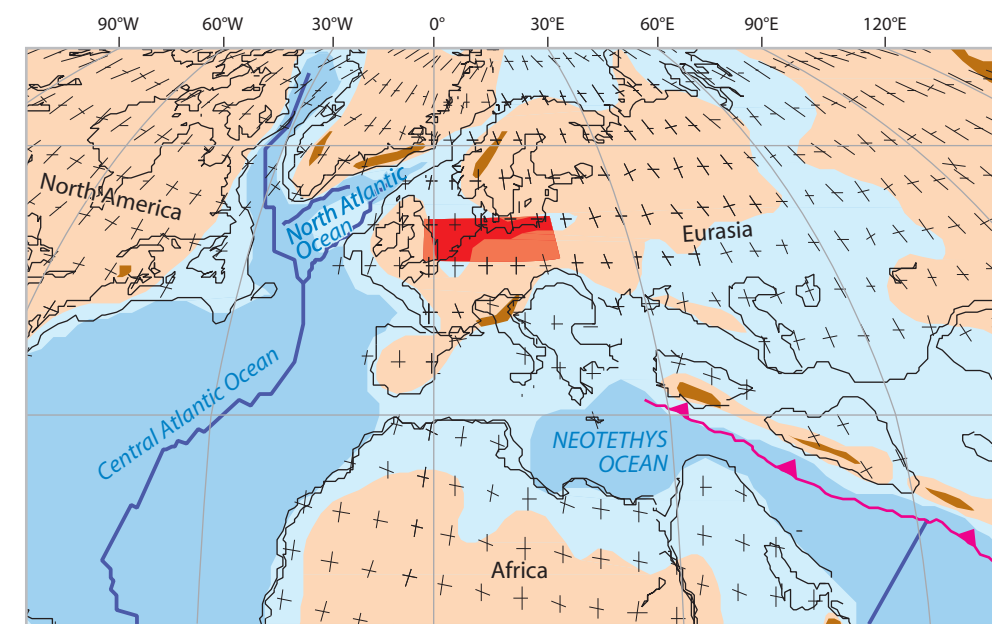 90°W 60°W 30°W 0° 30°E 60°E 90°E 120°E
North America
North Atlantic
Ocean
Eurasia
Central Atlantic Ocean
NEOTETHYS
OCEAN
Africa